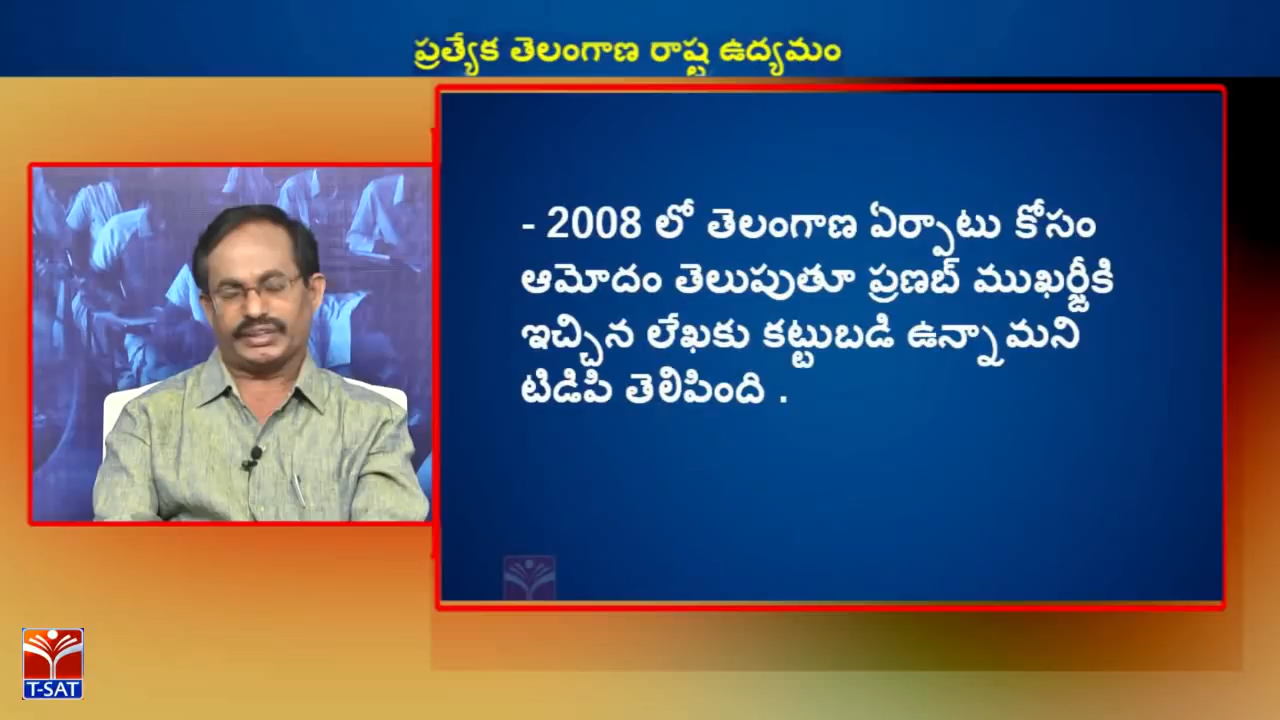 ప్రత్యేక తెలంగాణ రాష్ట ఉద్యమం
- 2008 లో తెలంగాణ ఏర్పాటు కోసం
ఆమోదం తెలుపుతూ ప్రణబ్ ముఖర్జీకి
ఇచ్చిన లేఖకు కట్టుబడి ఉన్నామని
టిడిపి తెలిపింది .
T-SAT